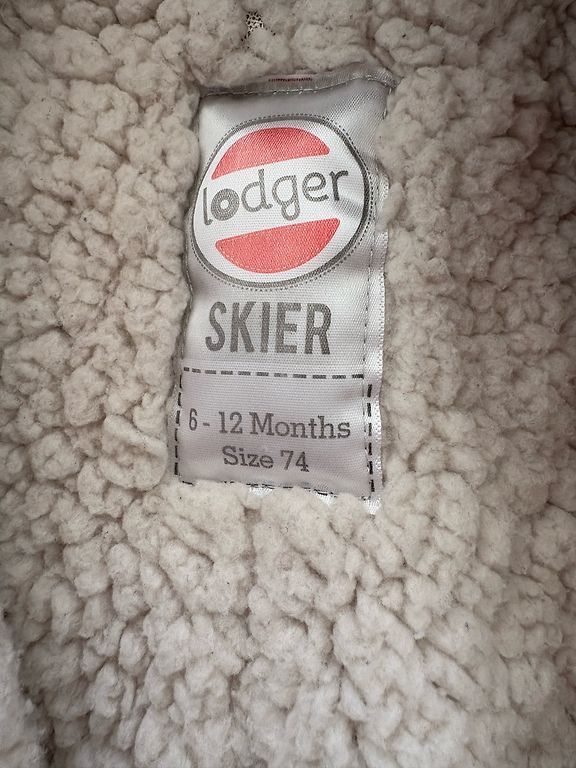 lodger
SKIER
6 - 12 Months
Size 74